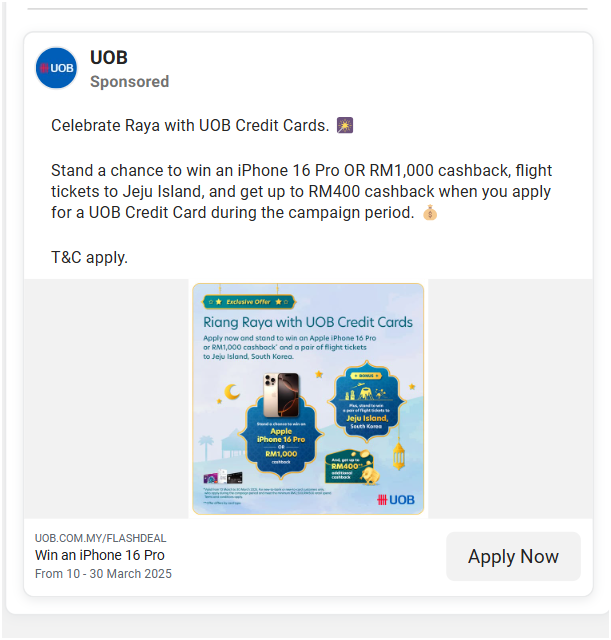 UOB
UOB
Sponsored
Celebrate Raya with UOB Credit Cards.
Stand a chance to win an iPhone 16 Pro OR RM1,000 cashback, flight
tickets to Jeju Island, and get up to RM400 cashback when you apply
for a UOB Credit Card during the campaign period.
T&C apply.
Exclusive Offer
Riang Raya with UOB Credit Cards
Apply now and stand to win an Apple iPhone 16 Pro
or RM1,000 cashback* and a pair of flight tickets
to Jeju Island, South Korea.
Stand a chance to win an
Apple
iPhone 16 Pro
OR
RM1,000
cashback
BONUS
Plus, stand to win
a pair of flight tickets to
Jeju Island,
South Korea
And, get up to
RM400**
additional
cashback
UOB
UOB.COM.MY/FLASHDEAL
Win an iPhone 16 Pro
From 10 - 30 March 2025
Apply Now